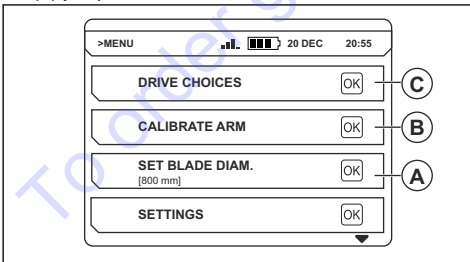 >MENU 20 DEC 20:55
DRIVE CHOICES OK C
CALIBRATE ARM OK B
SET BLADE DIAM. OK A
[800 mm]
SETTINGS OK